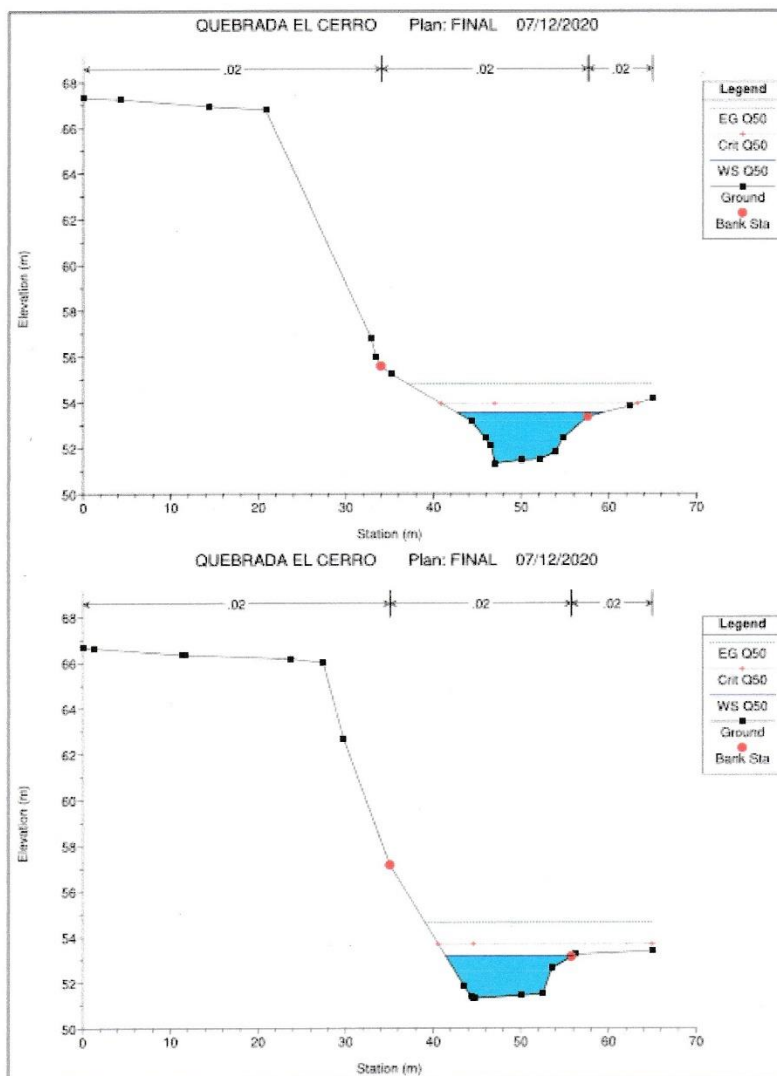 QUEBRADA EL CERRO Plan: FINAL 07/12/2020
.02 .02 .02
Legend
EG Q50
Crit Q50
WS Q50
Ground
Bank Sta
Elevation (m)
68
66
64
62
60
58
56
54
52
50
0 10 20 30 40 50 60 70
Station (m)
QUEBRADA EL CERRO Plan: FINAL 07/12/2020
.02 .02 .02
Legend
EG Q50
Crit Q50
WS Q50
Ground
Bank Sta
Elevation (m)
68
66
64
62
60
58
56
54
52
50
0 10 20 30 40 50 60 70
Station (m)